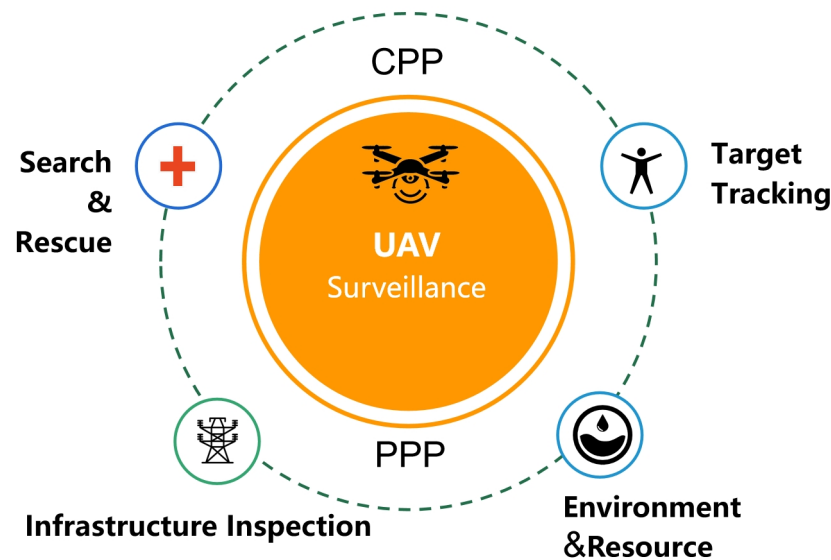 CPP
Search
&
Rescue
Target
Tracking
UAV
Surveillance
PPP
Infrastructure Inspection
Environment
&Resource